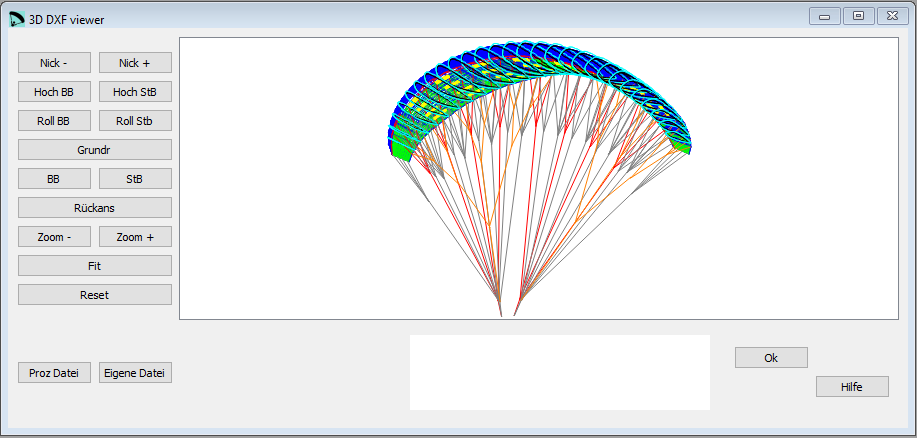 3D DXF viewer
Nick - Nick +
Hoch BB Hoch StB
Roll BB Roll Stb
Grundr
BB StB
Rückans
Zoom - Zoom +
Fit
Reset
Proz Datei Eigene Datei
Ok
Hilfe